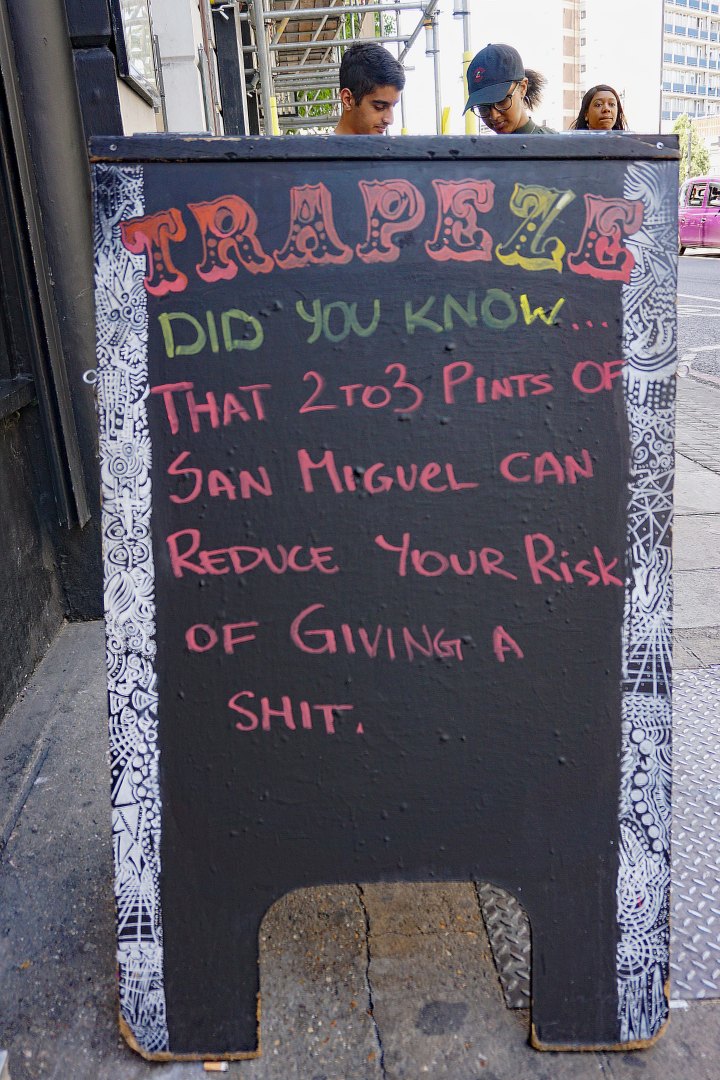 TRAPEZE
DID YOU KNOW...
THAT 2 TO 3 PINTS OF
SAN MIGUEL CAN
REDUCE YOUR RISK
OF GIVING A
SHIT.